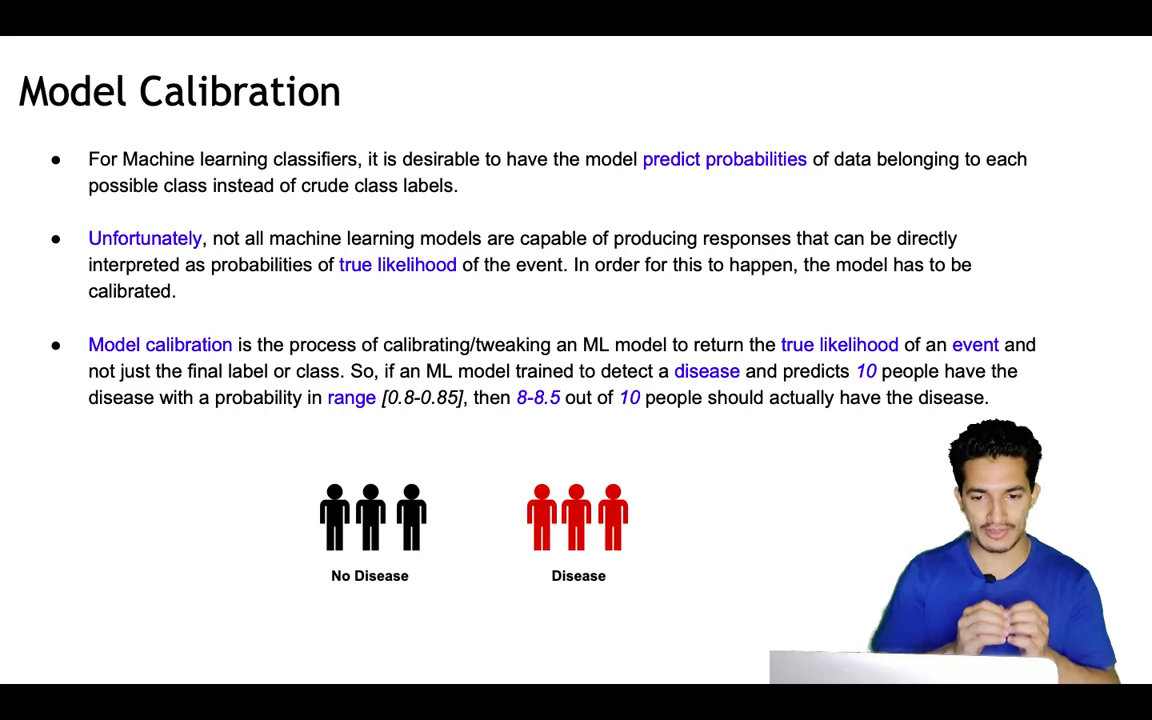 Model Calibration
● For Machine learning classifiers, it is desirable to have the model predict probabilities of data belonging to each
possible class instead of crude class labels.
● Unfortunately, not all machine learning models are capable of producing responses that can be directly
interpreted as probabilities of true likelihood of the event. In order for this to happen, the model has to be
calibrated.
● Model calibration is the process of calibrating/tweaking an ML model to return the true likelihood of an event and
not just the final label or class. So, if an ML model trained to detect a disease and predicts 10 people have the
disease with a probability in range [0.8-0.85], then 8-8.5 out of 10 people should actually have the disease.
No Disease
Disease